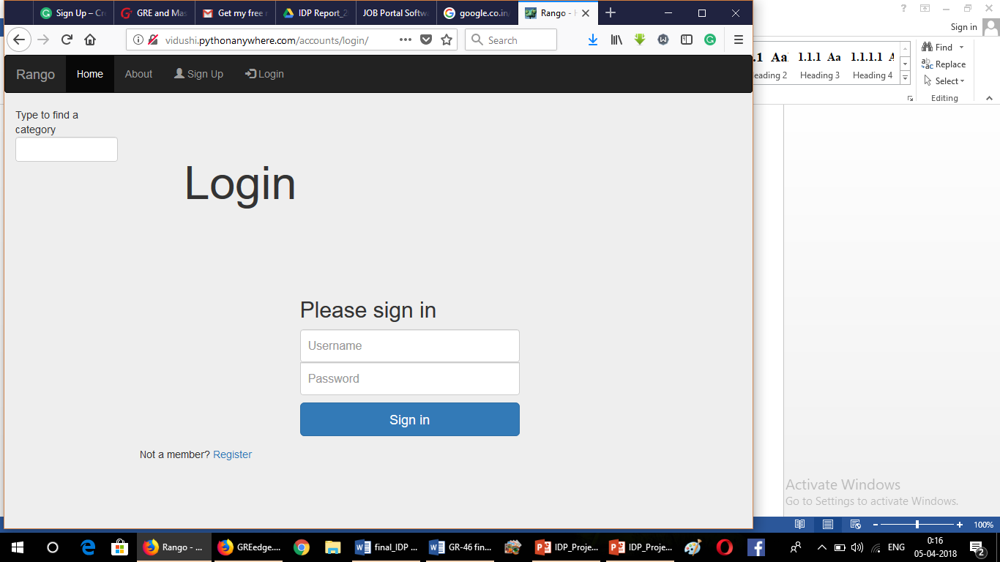 Sign Up – Cre
GRE and Mas
Get my free r
IDP Report_2
JOB Portal Softwa
google.co.in/
Rango - H
vidushi.pythonanywhere.com/accounts/login/
Search
Sign in
Rango
Home
About
Sign Up
Login
.1 Aa
1.1.1 Aa
1.1.1.1 A
eading 2
Heading 3
Heading 4
Find
Replace
Select
Editing
Type to find a
category
Login
Please sign in
Username
Password
Sign in
Not a member? Register
Activate Windows
Go to Settings to activate Windows.
100%
Rango - ...
GREedge....
final_IDP ...
GR-46 fin...
IDP_Proje...
IDP_Proje...
ENG
0:16
05-04-2018
2